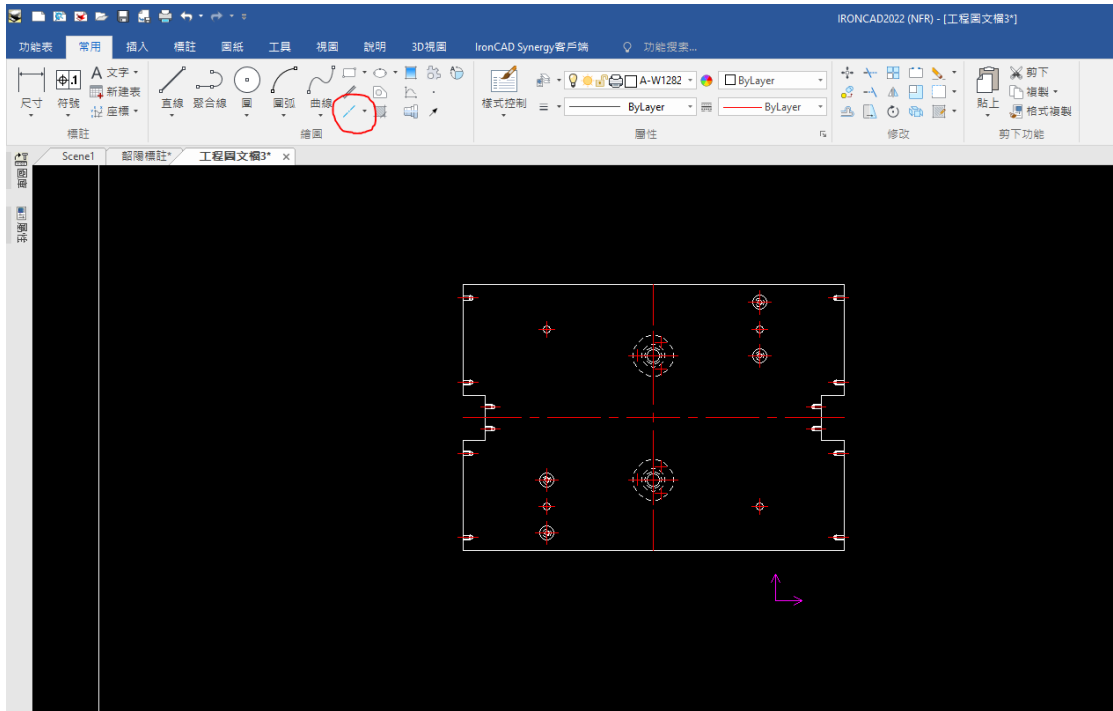 IRONCAD2022 (NFR) - [工程圖文檔3*]
功能表 常用 插入 標註 圖紙 工具 視圖 說明 3D視圖 IronCAD Synergy客戶端 功能搜索...
尺寸 符號 A 文字 新建表 座標 直線 聚合線 圓 圓弧 曲線 樣式控制 A-W1282 ByLayer ByLayer ByLayer 貼上 剪下 複製 格式複製
.1
標註 繪圖 屬性 修改 剪下功能
Scene1 韶陽標註* 工程圖文檔3* ×
圖冊
屬性